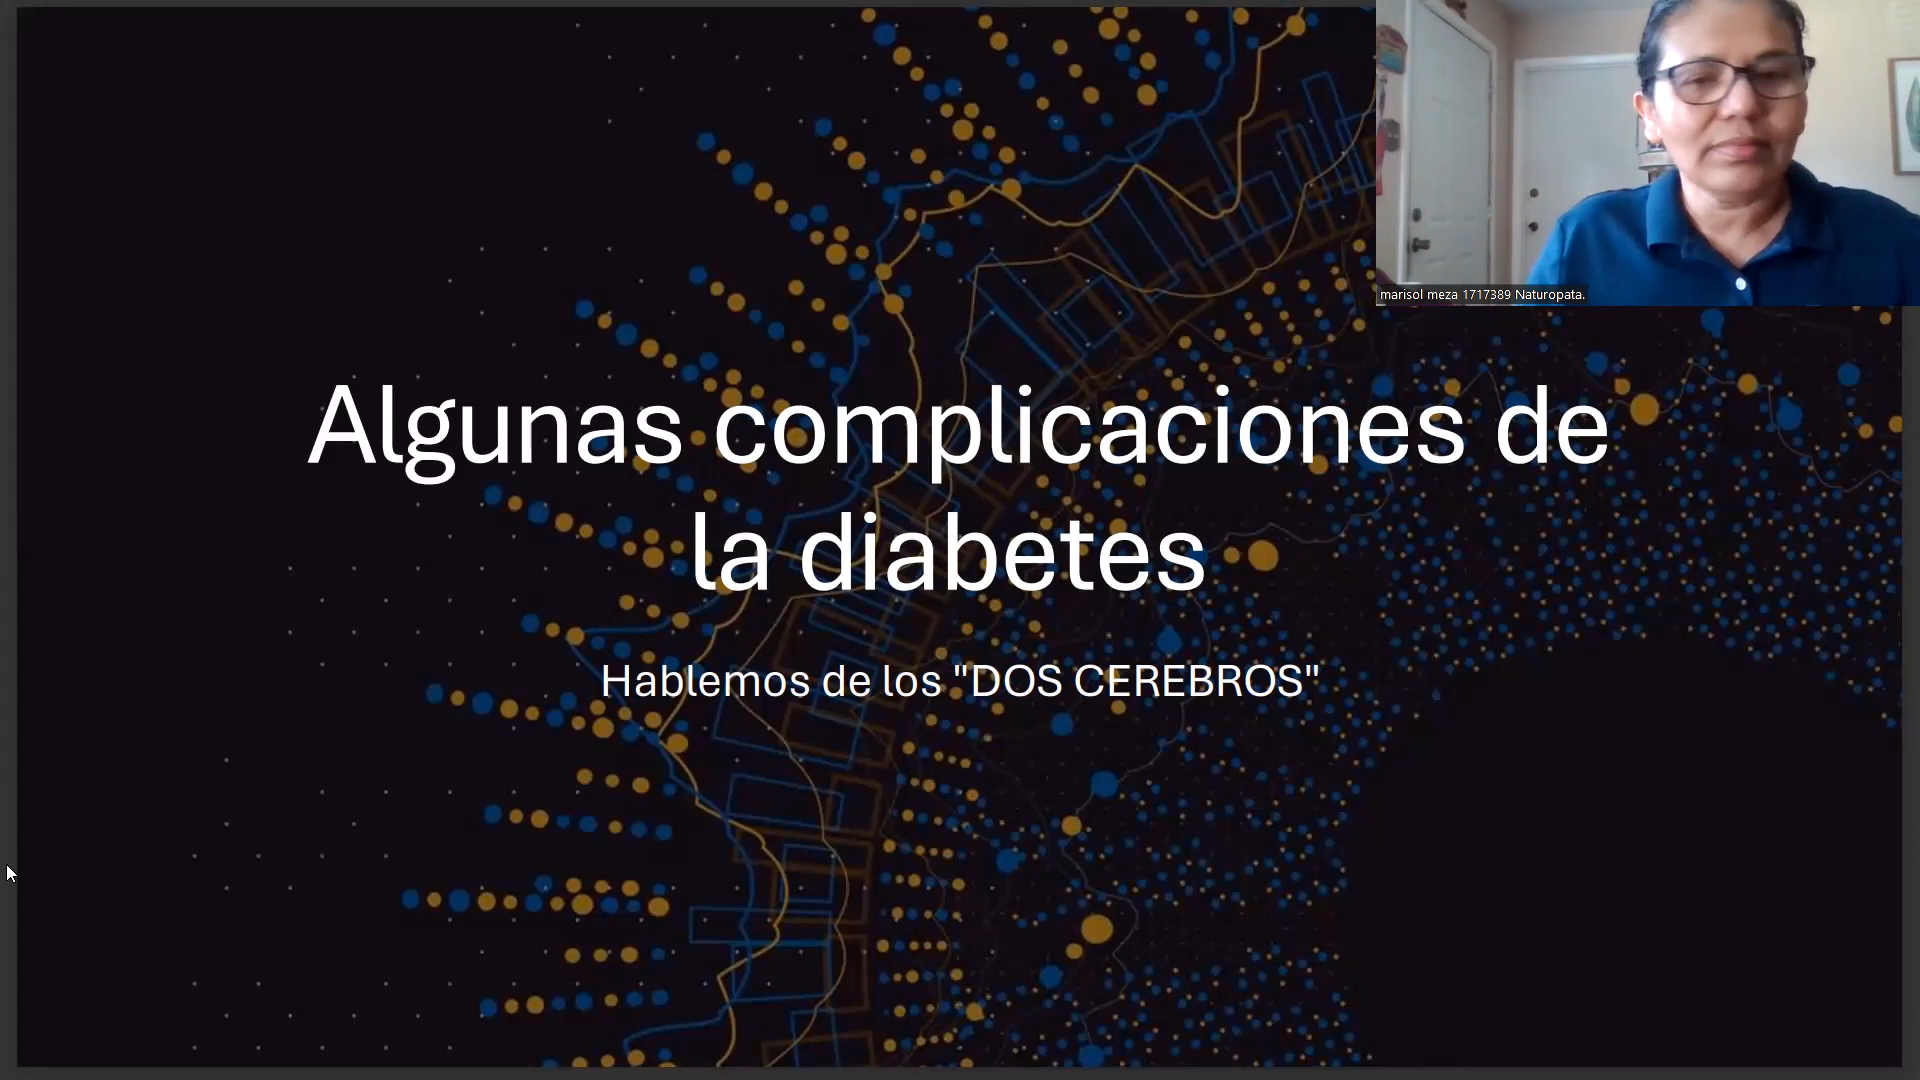 Algunas complicaciones de
la diabetes
Hablemos de los "DOS CEREBROS"
marisol meza 1717389 Naturopata.